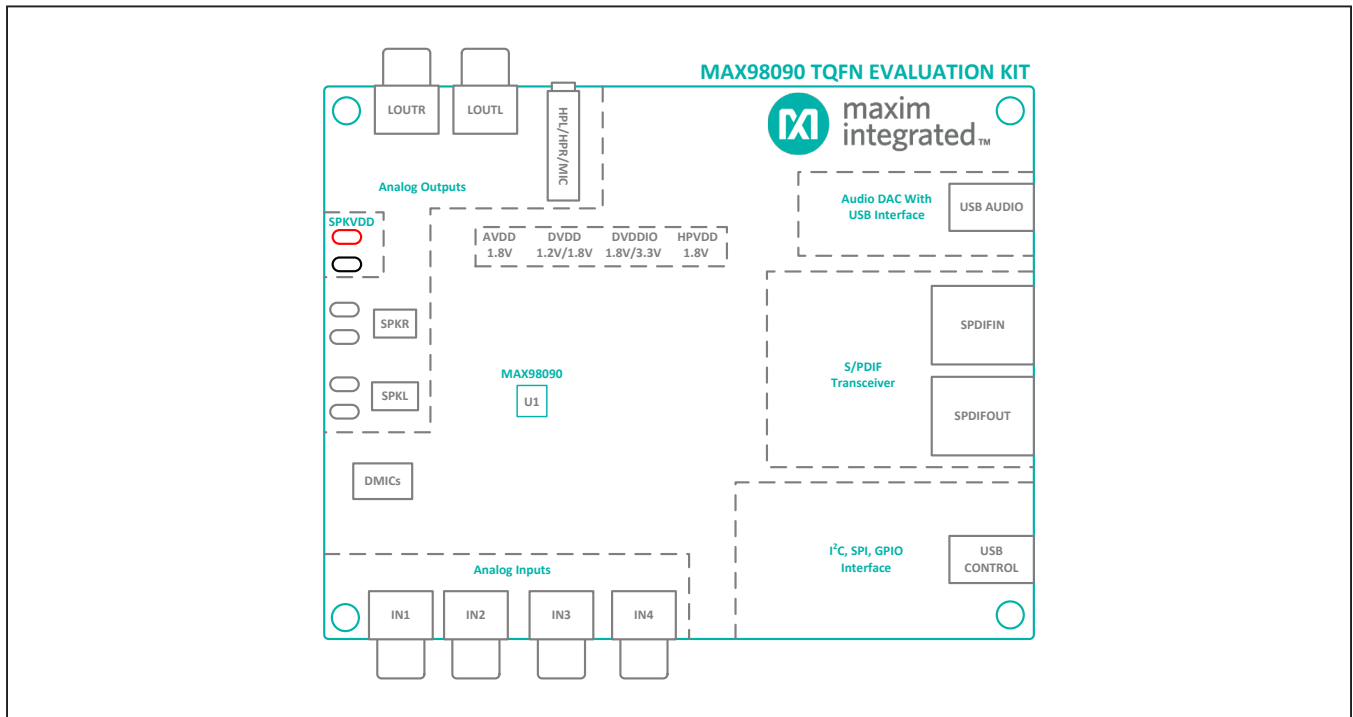 MAX98090 TQFN EVALUATION KIT
maxim
integrated™
LOUTR
LOUTL
HPL/HPR/MIC
Analog Outputs
SPKVDD
AVDD DVDD DVDDIO HPVDD
1.8V 1.2V/1.8V 1.8V/3.3V 1.8V
Audio DAC With
USB Interface
USB AUDIO
SPKR
SPKL
MAX98090
U1
S/PDIF
Transceiver
SPDIFIN
SPDIFOUT
DMICs
I²C, SPI, GPIO
Interface
USB
CONTROL
Analog Inputs
IN1 IN2 IN3 IN4